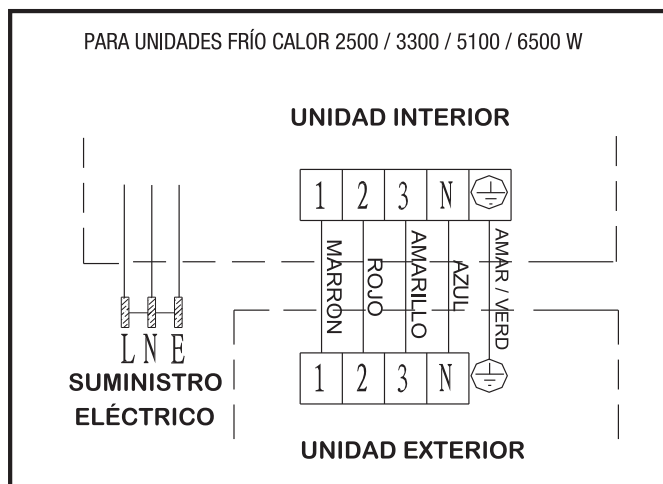 PARA UNIDADES FRÍO CALOR 2500 / 3300 / 5100 / 6500 W
UNIDAD INTERIOR
1 2 3 N
MARRON
ROJO
AMARILLO
AZUL
AMAR / VERD
L N E
SUMINISTRO
ELÉCTRICO
1 2 3 N
UNIDAD EXTERIOR